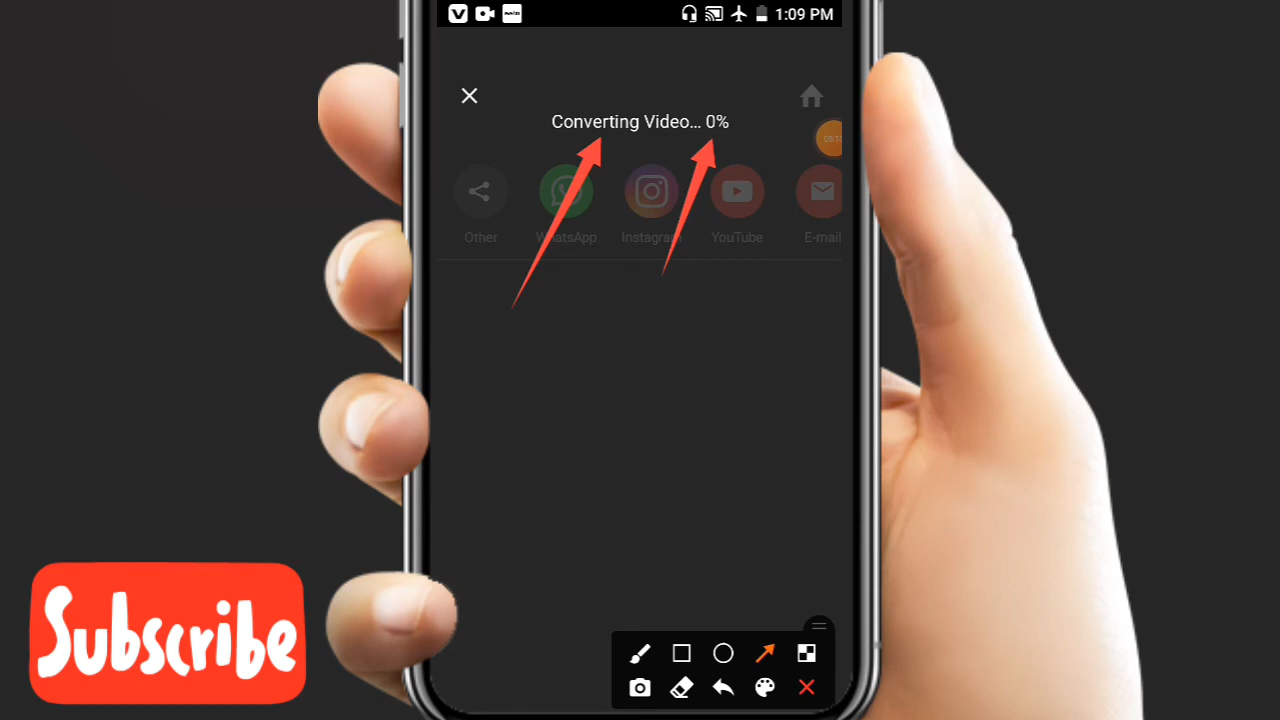 1:09 PM
Converting Video... 0%
Other
WhatsApp
Instagram
YouTube
E-mail
Subscribe